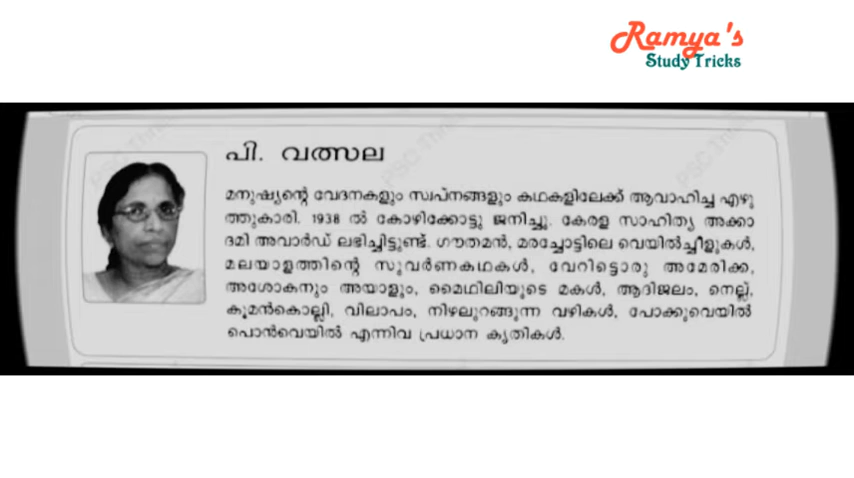 Ramya's
Study Tricks
പി. വത്സല
മനുഷ്യന്റെ വേദനകളും സ്വപ്നങ്ങളും കഥകളിലേക്ക് ആവാഹിച്ച എഴു
ത്തുകാരി. 1938 ൽ കോഴിക്കോട്ടു ജനിച്ചു. കേരള സാഹിത്യ അക്കാ
ദമി അവാർഡ് ലഭിച്ചിട്ടുണ്ട്. ഗൗതമൻ, മരച്ചോട്ടിലെ വെയിൽച്ചീളുകൾ,
മലയാളത്തിന്റെ സുവർണകഥകൾ, വേറിട്ടൊരു അമേരിക്ക,
അശോകനും അയാളും, മൈഥിലിയുടെ മകൾ, ആദിജലം, നെല്ല്,
കൂമൻകൊല്ലി, വിലാപം, നിഴലുറങ്ങുന്ന വഴികൾ, പോക്കുവെയിൽ
പൊൻവെയിൽ എന്നിവ പ്രധാന കൃതികൾ.